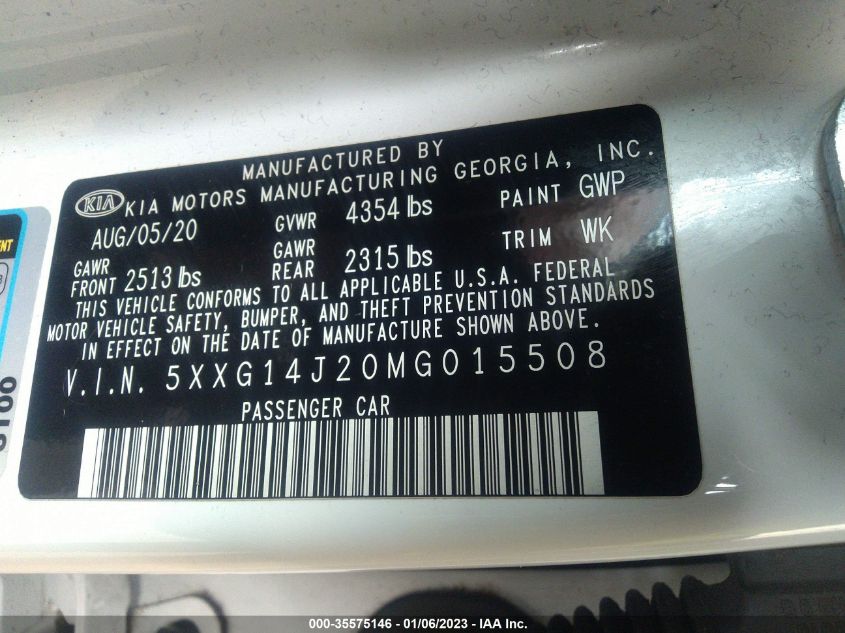 MANUFACTURED BY
KIA KIA MOTORS MANUFACTURING GEORGIA, INC.
AUG/05/20 GVWR 4354 lbs PAINT GWP
GAWR FRONT 2513 lbs GAWR REAR 2315 lbs TRIM WK
THIS VEHICLE CONFORMS TO ALL APPLICABLE U.S.A. FEDERAL
MOTOR VEHICLE SAFETY, BUMPER, AND THEFT PREVENTION STANDARDS
IN EFFECT ON THE DATE OF MANUFACTURE SHOWN ABOVE.
V.I.N. 5XXG14J20MG015508
PASSENGER CAR
000-35575146 - 01/06/2023 - IAA Inc.